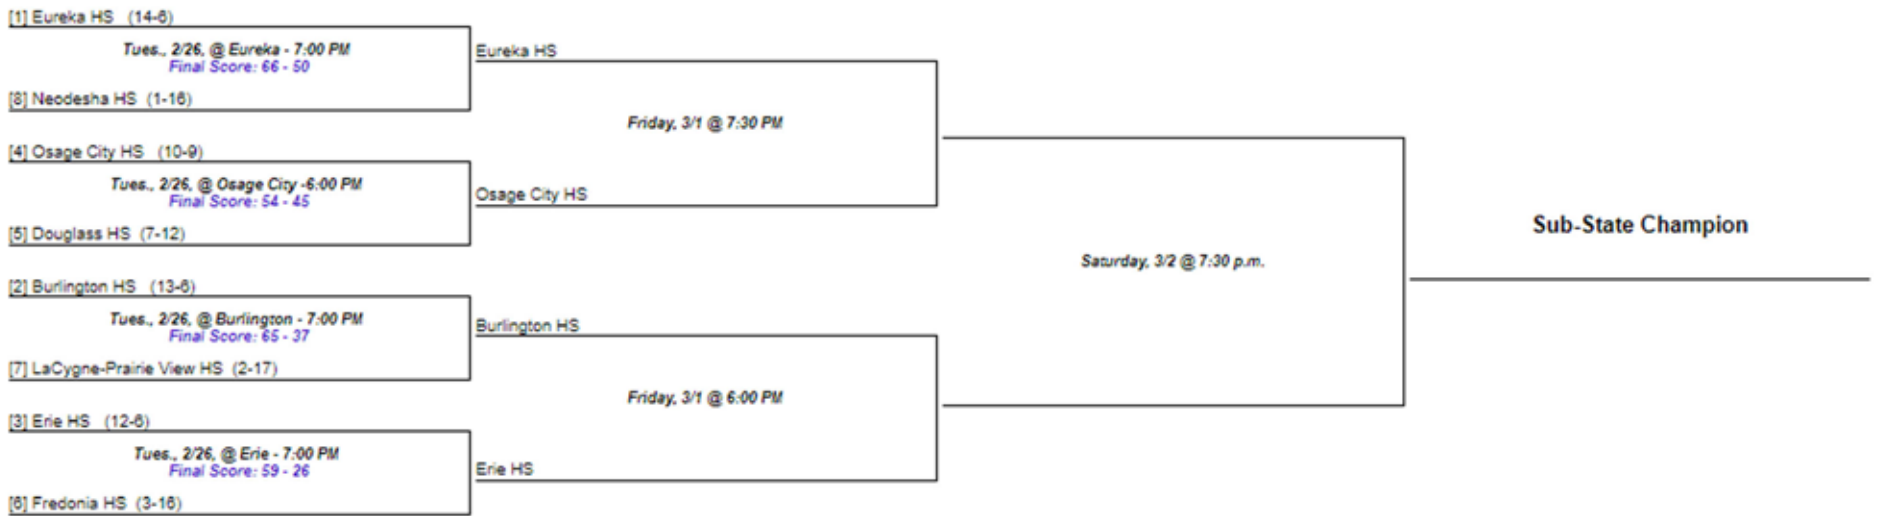 [1] Eureka HS (14-6)
Tues., 2/26, @ Eureka - 7:00 PM
Final Score: 66 - 50
[8] Neodesha HS (1-16)
Eureka HS
Friday, 3/1 @ 7:30 PM
[4] Osage City HS (10-9)
Tues., 2/26, @ Osage City -6:00 PM
Final Score: 54 - 45
[5] Douglass HS (7-12)
Osage City HS
Saturday, 3/2 @ 7:30 p.m.
Sub-State Champion
[2] Burlington HS (13-6)
Tues., 2/26, @ Burlington - 7:00 PM
Final Score: 65 - 37
[7] LaCygne-Prairie View HS (2-17)
Burlington HS
Friday, 3/1 @ 6:00 PM
[3] Erie HS (12-6)
Tues., 2/26, @ Erie - 7:00 PM
Final Score: 59 - 26
[6] Fredonia HS (3-16)
Erie HS